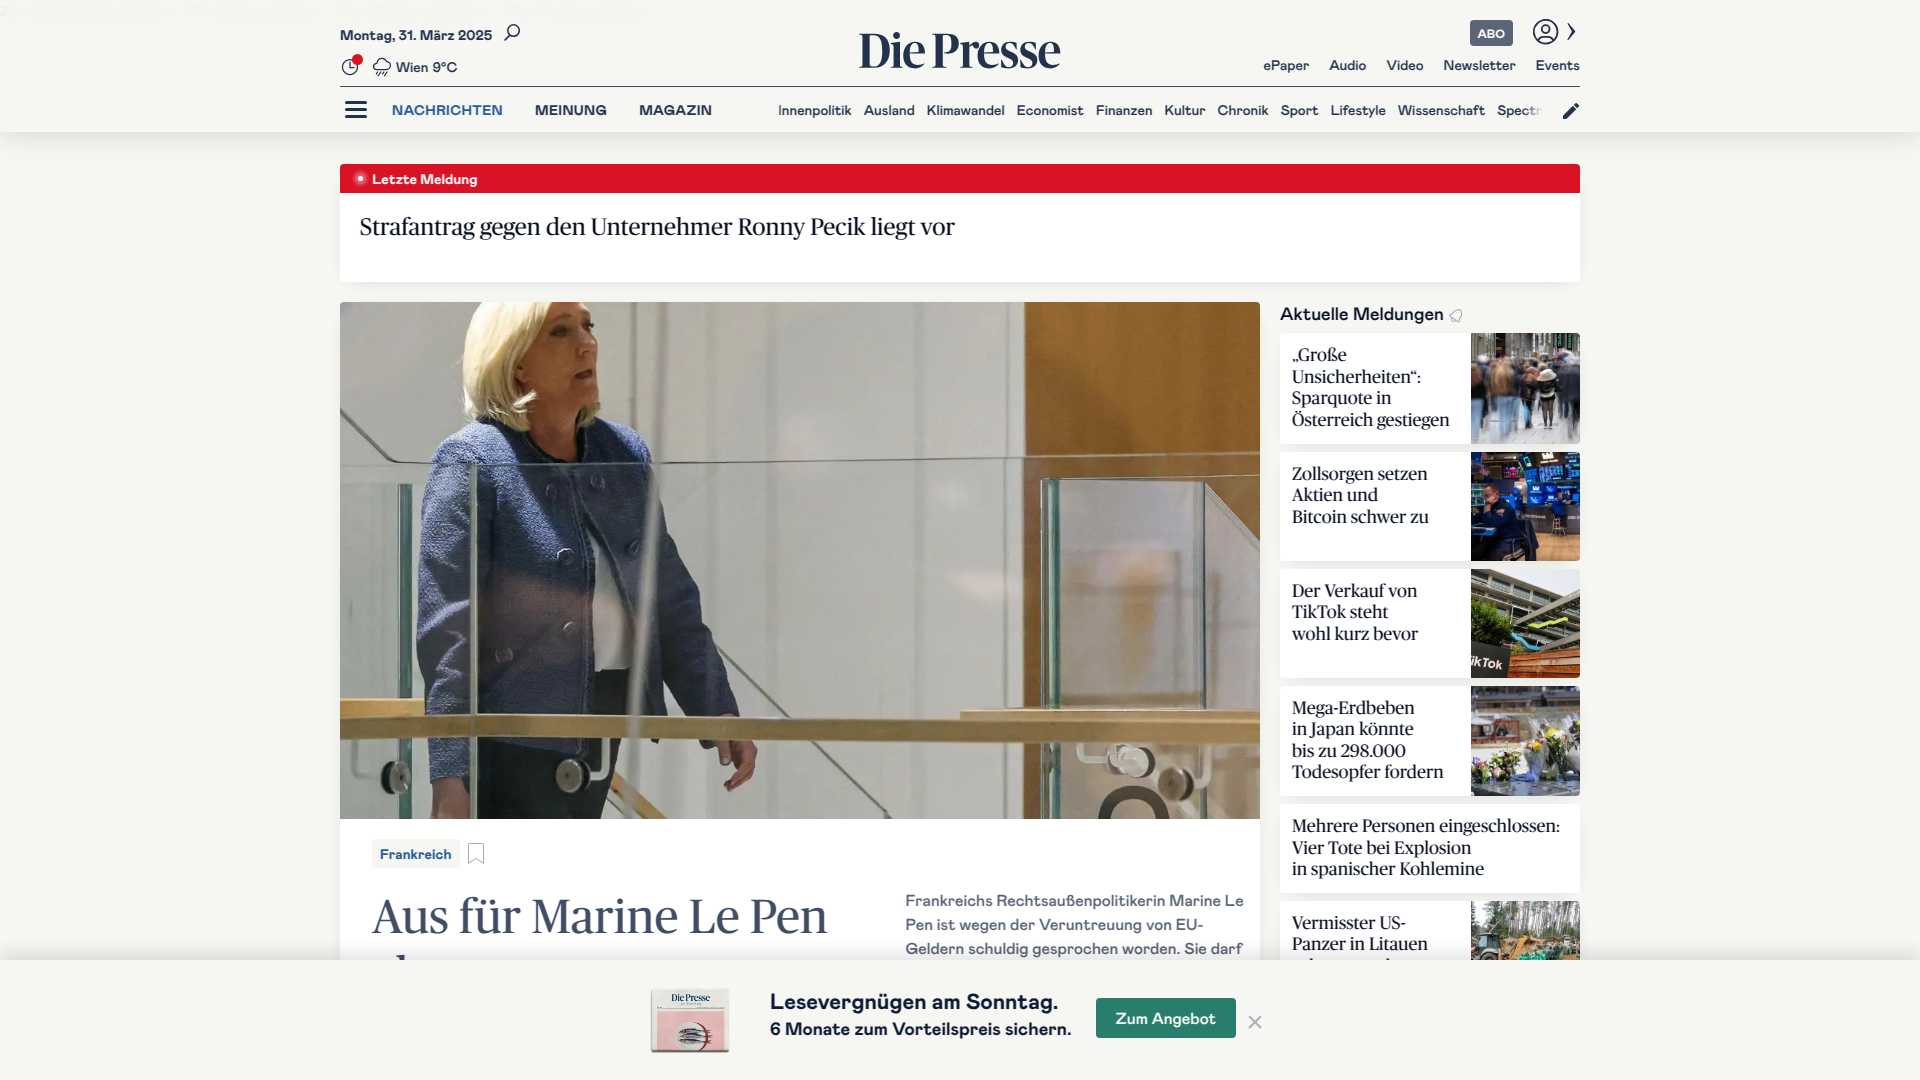 Montag, 31. März 2025
Die Presse
ABO
Wien 9°C
ePaper Audio Video Newsletter Events
NACHRICHTEN MEINUNG MAGAZIN
Innenpolitik Ausland Klimawandel Economist Finanzen Kultur Chronik Sport Lifestyle Wissenschaft Spectr
Letzte Meldung
Strafantrag gegen den Unternehmer Ronny Pecik liegt vor
Frankreich
Aus für Marine Le Pen
Frankreichs Rechtsaußenpolitikerin Marine Le
Pen ist wegen der Veruntreuung von EU-
Geldern schuldig gesprochen worden. Sie darf
Aktuelle Meldungen
„Große
Unsicherheiten“:
Sparquote in
Österreich gestiegen
Zollsorgen setzen
Aktien und
Bitcoin schwer zu
Der Verkauf von
TikTok steht
wohl kurz bevor
ikTok
Mega-Erdbeben
in Japan könnte
bis zu 298.000
Todesopfer fordern
Mehrere Personen eingeschlossen:
Vier Tote bei Explosion
in spanischer Kohlemine
Vermisster US-
Panzer in Litauen
Die Presse
Lesevergnügen am Sonntag.
6 Monate zum Vorteilspreis sichern.
Zum Angebot